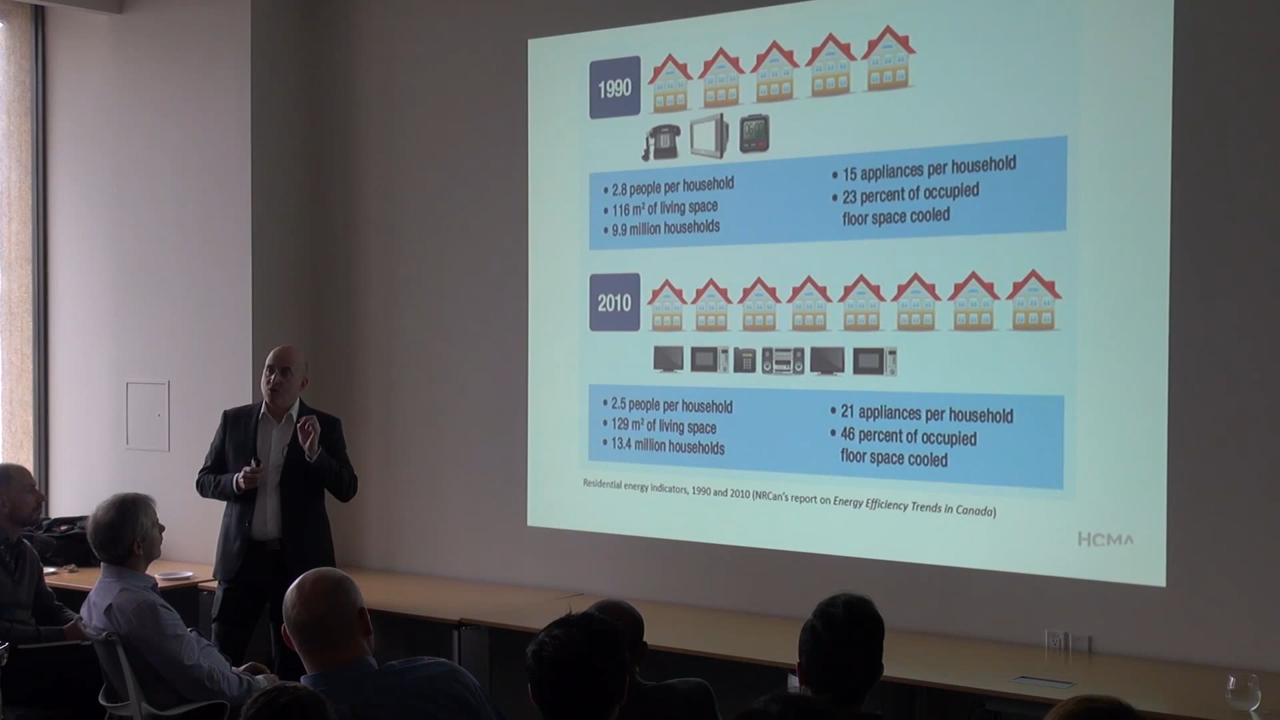 1990
• 2.8 people per household
• 116 m² of living space
• 9.9 million households
• 15 appliances per household
• 23 percent of occupied
floor space cooled
2010
• 2.5 people per household
• 129 m² of living space
• 13.4 million households
• 21 appliances per household
• 46 percent of occupied
floor space cooled
Residential energy indicators, 1990 and 2010 (NRCan's report on Energy Efficiency Trends in Canada)
HCMA